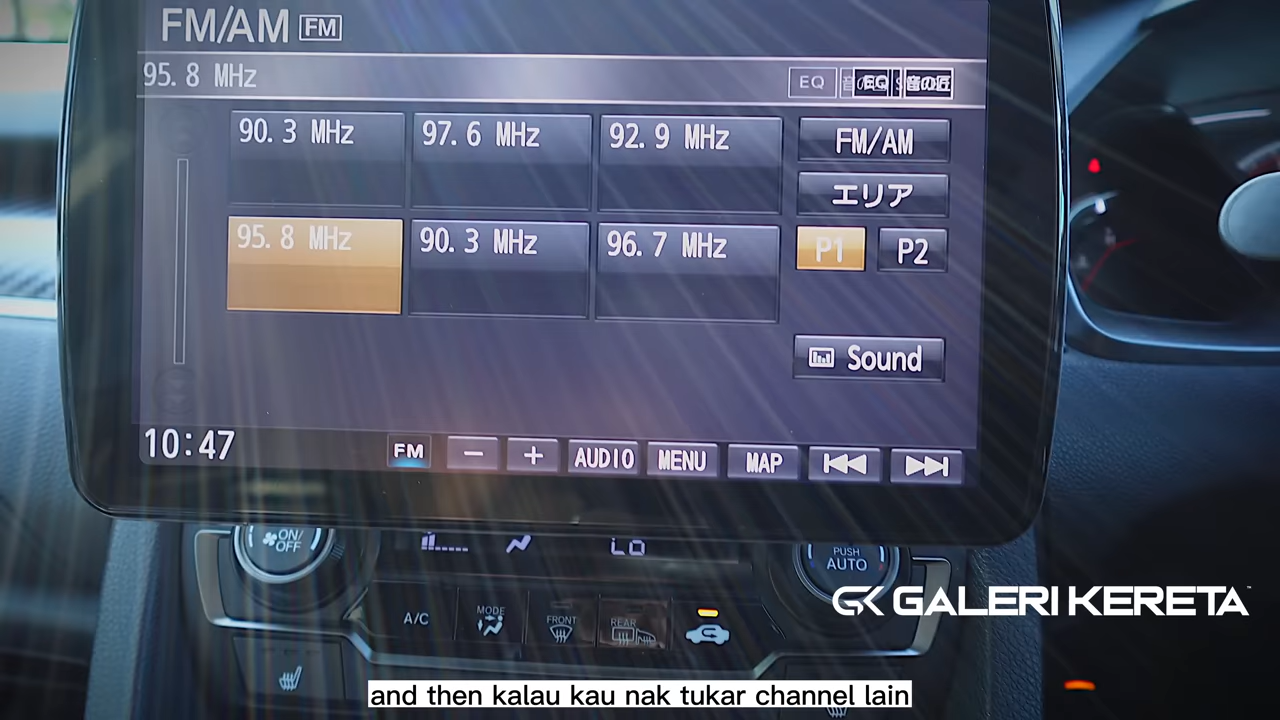 FM/AM FM
95.8 MHz EQ
90.3 MHz 97.6 MHz 92.9 MHz FM/AM
エリア
95.8 MHz 90.3 MHz 96.7 MHz P1 P2
Sound
10:47 FM − + AUDIO MENU MAP
ON/OFF LO PUSH AUTO
A/C MODE FRONT REAR
GK GALERI KERETA
and then kalau kau nak tukar channel lain